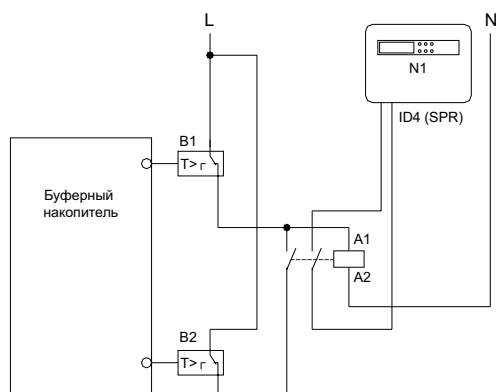 L
N
N1
ID4 (SPR)
B1
T>
Буферный
накопитель
A1
A2
B2
T>